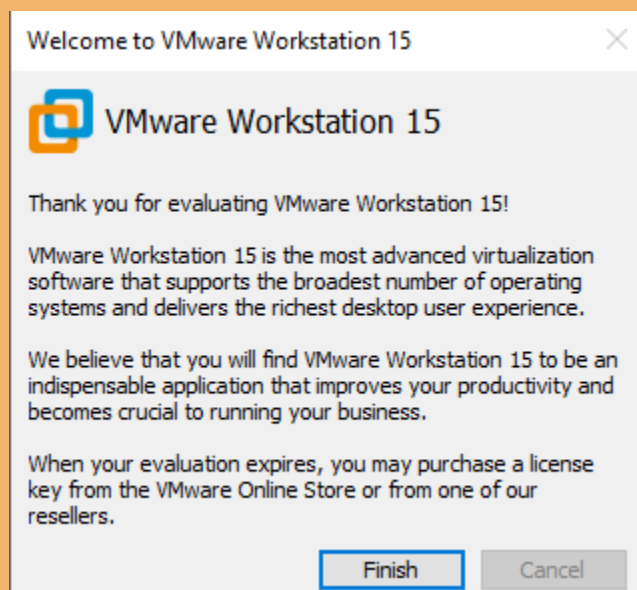 Welcome to VMware Workstation 15
VMware Workstation 15
Thank you for evaluating VMware Workstation 15!
VMware Workstation 15 is the most advanced virtualization
software that supports the broadest number of operating
systems and delivers the richest desktop user experience.
We believe that you will find VMware Workstation 15 to be an
indispensable application that improves your productivity and
becomes crucial to running your business.
When your evaluation expires, you may purchase a license
key from the VMware Online Store or from one of our
resellers.
Finish Cancel